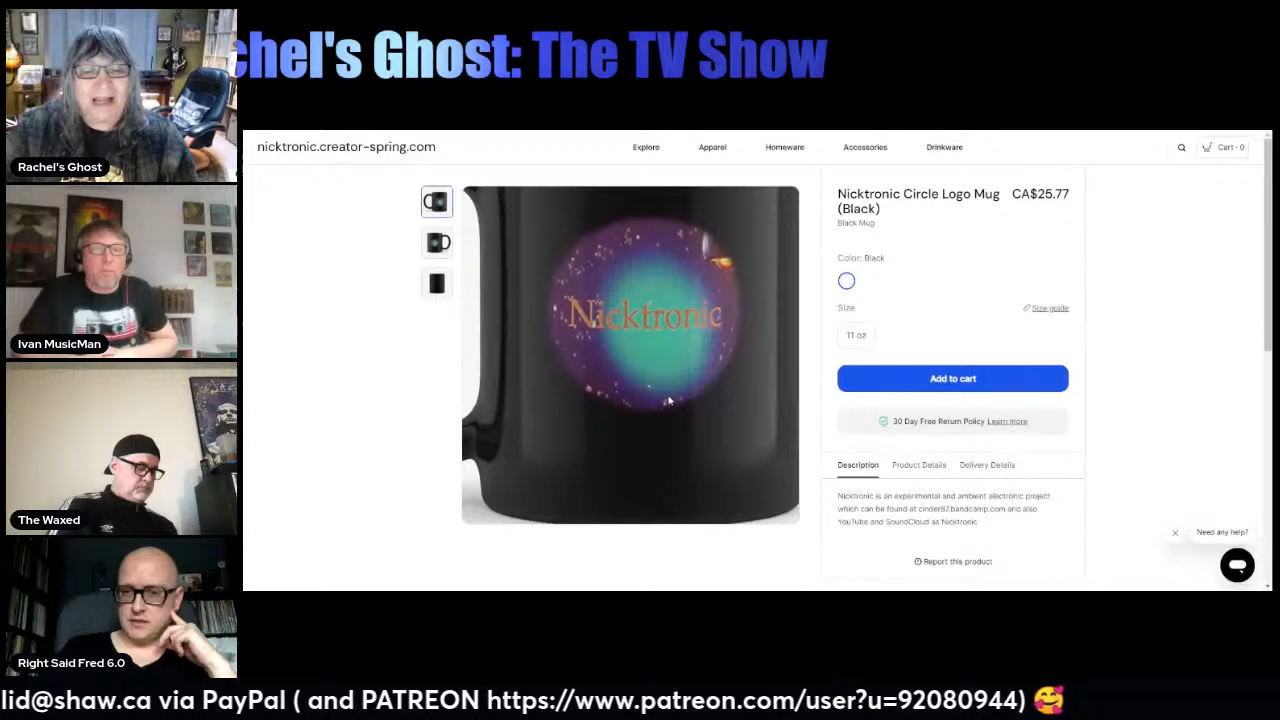 chel's Ghost: The TV Show
Rachel's Ghost
Ivan MusicMan
The Waxed
Right Said Fred 6.0
nicktronic.creator-spring.com
Explore
Apparel
Homeware
Accessories
Drinkware
Cart · 0
Nicktronic
Nicktronic Circle Logo Mug
(Black)
CA$25.77
Black Mug
Color: Black
Size:
Size guide
11 oz
Add to cart
30 Day Free Return Policy Learn more
Description
Product Details
Delivery Details
Nicktronic is an experimental and ambient electronic project
which can be found at cinder87.bandcamp.com and also
YouTube and SoundCloud as Nicktronic
Report this product
Need any help?
lid@shaw.ca via PayPal ( and PATREON https://www.patreon.com/user?u=92080944) 🥰